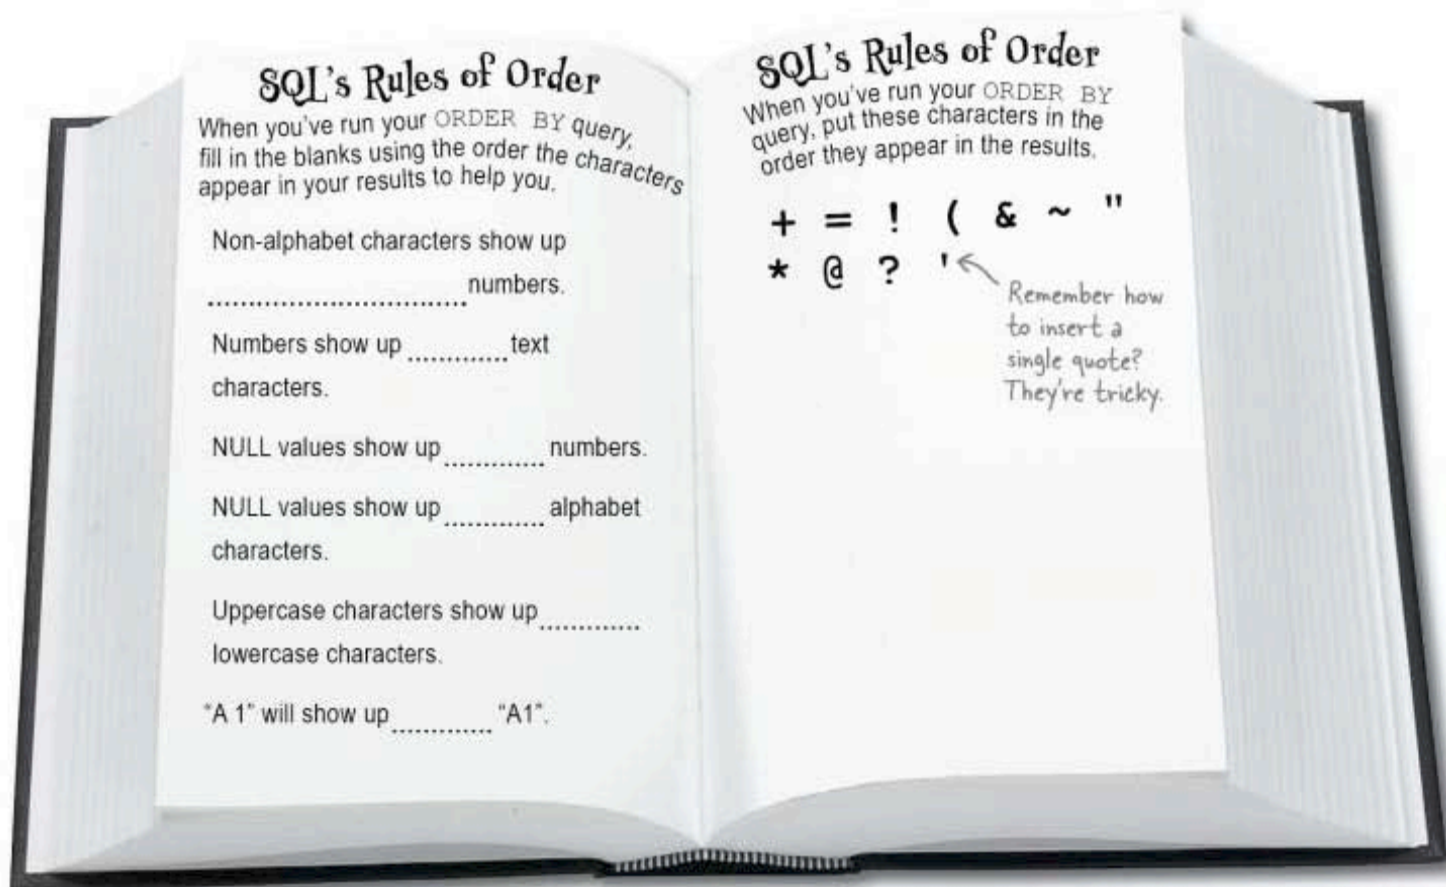 SQL's Rules of Order
When you've run your ORDER BY query,
fill in the blanks using the order the characters
appear in your results to help you.
Non-alphabet characters show up
.............................. numbers.
Numbers show up ............. text
characters.
NULL values show up ............. numbers.
NULL values show up ............. alphabet
characters.
Uppercase characters show up .............
lowercase characters.
“A 1” will show up ............. “A1”.
SQL's Rules of Order
When you've run your ORDER BY
query, put these characters in the
order they appear in the results.
+ = ! ( & ~ "
* @ ? '
Remember how
to insert a
single quote?
They're tricky.